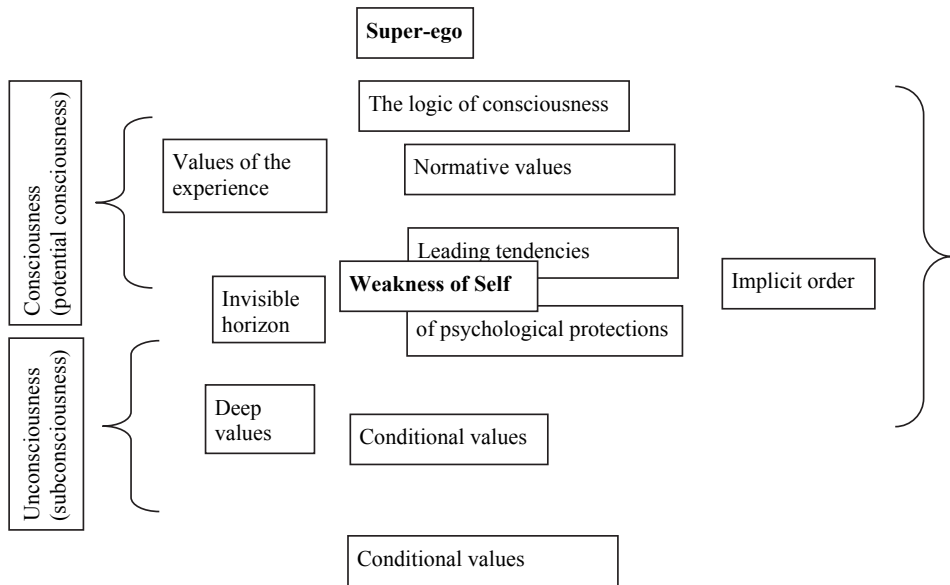 Super-ego
The logic of consciousness
Consciousness
(potential consciousness)
Values of the
experience
Normative values
Leading tendencies
Weakness of Self
Implicit order
Invisible
horizon
of psychological protections
Unconsciousness
(subconsciousness)
Deep
values
Conditional values
Conditional values